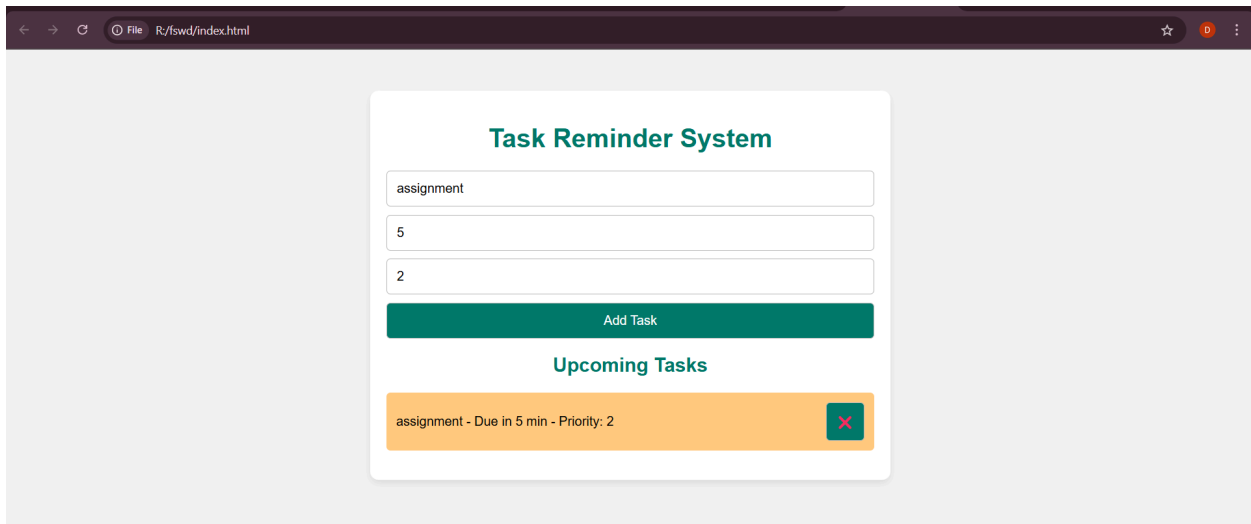 File R:/fswd/index.html D
Task Reminder System
assignment
5
2
Add Task
Upcoming Tasks
assignment - Due in 5 min - Priority: 2